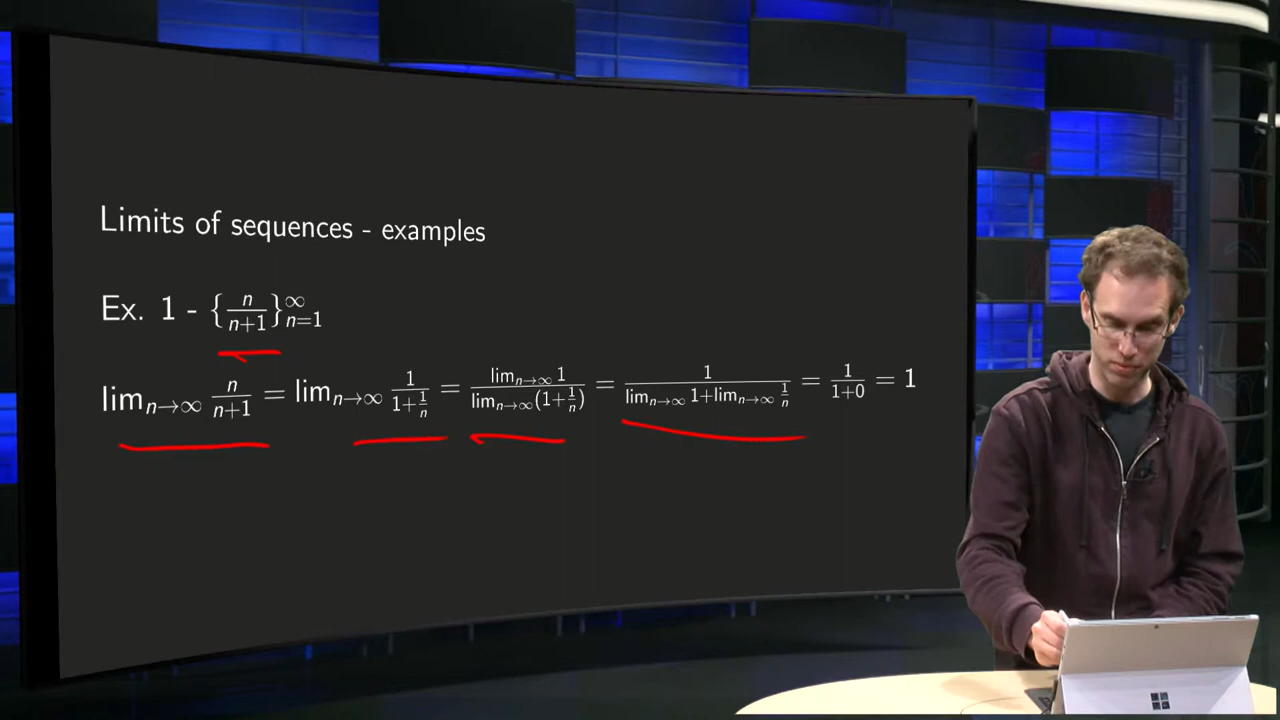 Limits of sequences - examples
Ex. 1 - {n/(n+1)}_{n=1}^∞
lim_{n→∞} n/(n+1) = lim_{n→∞} 1/(1+1/n) = lim_{n→∞} 1/lim_{n→∞}(1+1/n) = 1/(lim_{n→∞} 1+lim_{n→∞} 1/n) = 1/(1+0) = 1